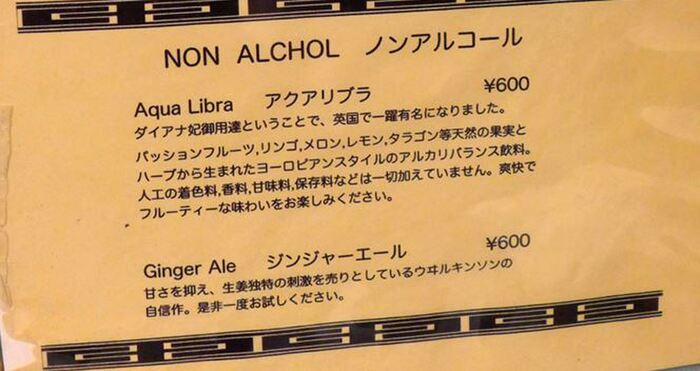 NON ALCHOL ノンアルコール
Aqua Libra アクアリブラ ¥600
ダイアナ妃御用達ということで、英国で一躍有名になりました。
パッションフルーツ,リンゴ,メロン,レモン,タラゴン等天然の果実と
ハーブから生まれたヨーロピアンスタイルのアルカリバランス飲料。
人工の着色料,香料,甘味料,保存料などは一切加えていません。爽快で
フルーティーな味わいをお楽しみください。
Ginger Ale ジンジャーエール ¥600
甘さを抑え、生姜独特の刺激を売りとしているウヰルキンソンの
自信作。是非一度お試しください。